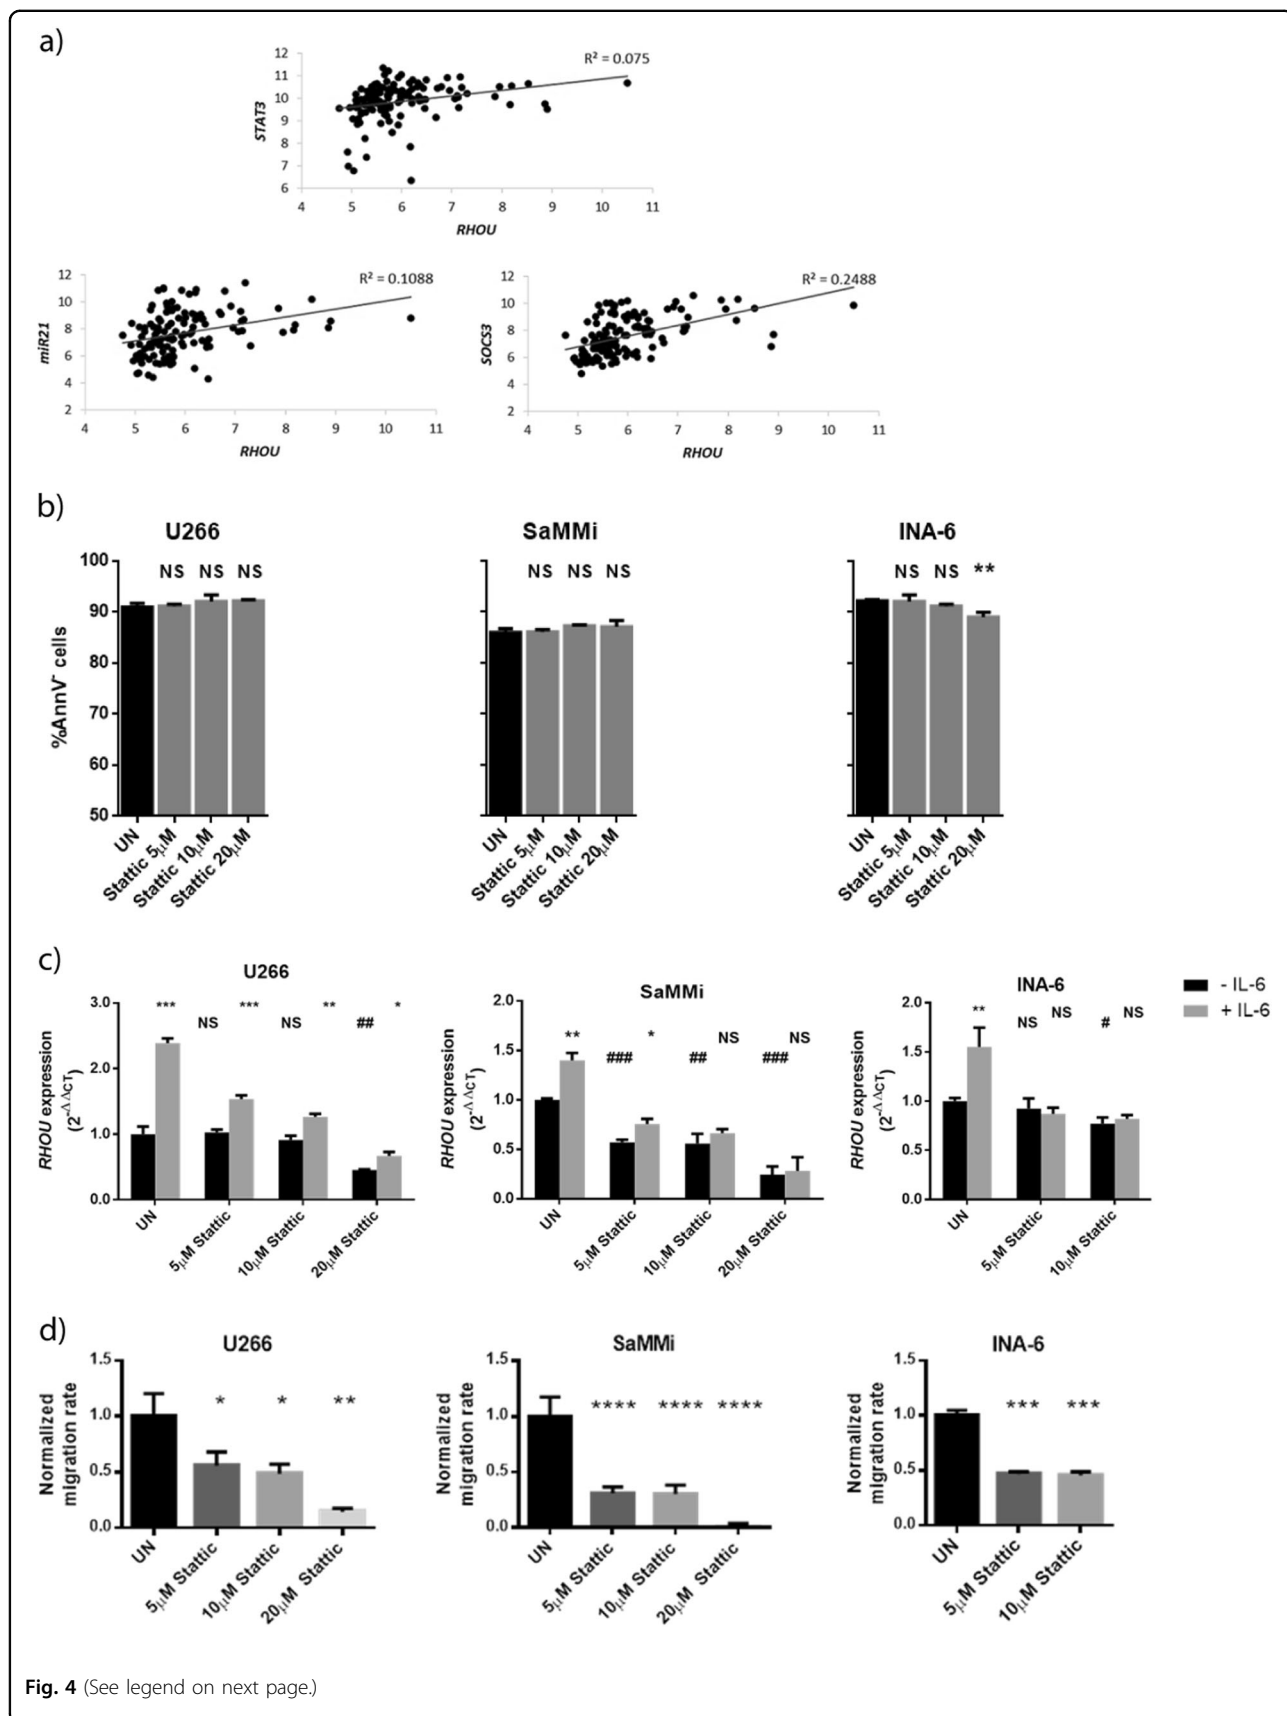 a)
R² = 0.075
12
11
10
9
8
7
6
STAT3
4 5 6 7 8 9 10 11
RHOU
R² = 0.1088
12
10
8
6
4
2
miR21
4 5 6 7 8 9 10 11
RHOU
R² = 0.2488
12
10
8
6
4
2
SOCS3
4 5 6 7 8 9 10 11
RHOU
b)
U266
%AnnV⁻ cells
100
90
80
70
60
50
NS NS NS
UN
Stattic 5μM
Stattic 10μM
Stattic 20μM
SaMMi
NS NS NS
UN
Stattic 5μM
Stattic 10μM
Stattic 20μM
INA-6
NS NS **
UN
Stattic 5μM
Stattic 10μM
Stattic 20μM
c)
U266
RHOU expression
(2^-ΔΔCT)
3.0
2.0
1.0
0.0
*** NS *** NS ** ## *
UN
5μM Stattic
10μM Stattic
20μM Stattic
SaMMi
RHOU expression
(2^-ΔΔCT)
2.0
1.5
1.0
0.5
0.0
** ### * ## NS ### NS
UN
5μM Stattic
10μM Stattic
20μM Stattic
INA-6
RHOU expression
(2^-ΔΔCT)
2.0
1.5
1.0
0.5
0.0
** NS NS # NS
UN
5μM Stattic
10μM Stattic
- IL-6
+ IL-6
d)
U266
Normalized
migration rate
1.5
1.0
0.5
0.0
* * **
UN
5μM Stattic
10μM Stattic
20μM Stattic
SaMMi
Normalized
migration rate
1.5
1.0
0.5
0.0
**** **** ****
UN
5μM Stattic
10μM Stattic
20μM Stattic
INA-6
Normalized
migration rate
1.5
1.0
0.5
0.0
*** ***
UN
5μM Stattic
10μM Stattic
Fig. 4 (See legend on next page.)